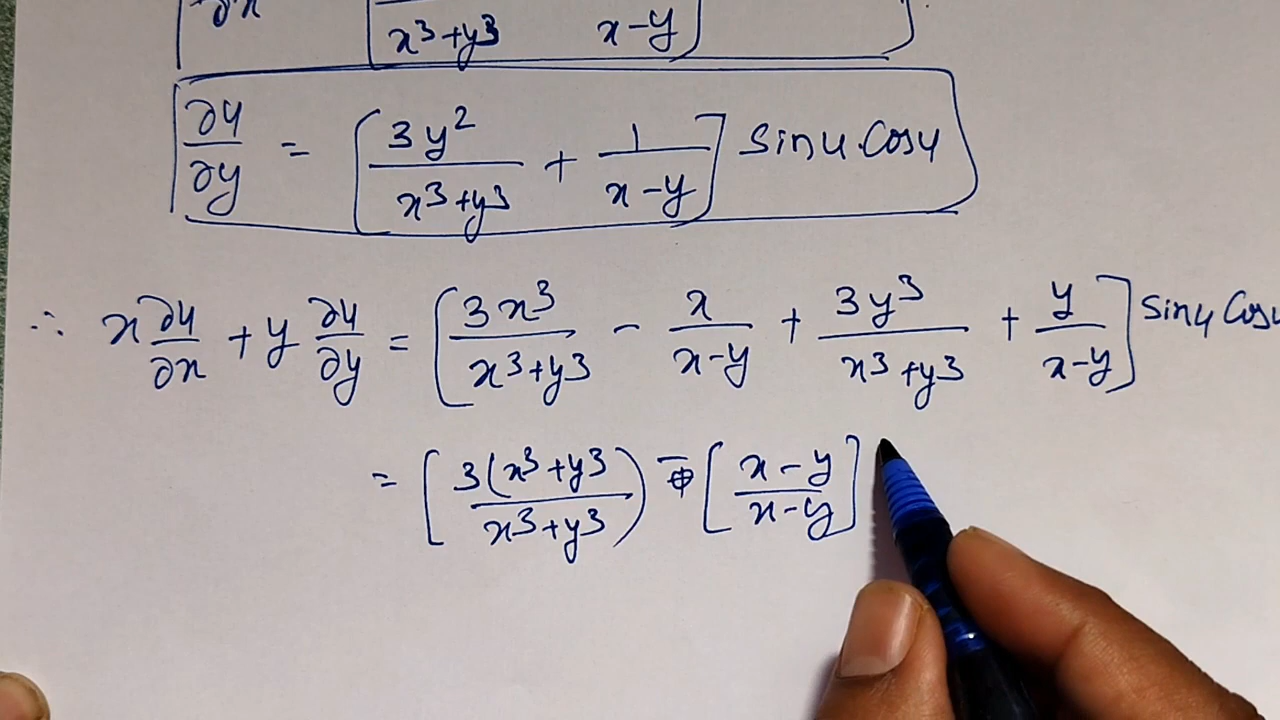 ∂x x³+y³ x-y
∂u/∂y = [3y²/(x³+y³) + 1/(x-y)] Sinu.Cosu
∴ x ∂u/∂x + y ∂u/∂y = [3x³/(x³+y³) - x/(x-y) + 3y³/(x³+y³) + y/(x-y)] Sinu Cosu
= [3(x³+y³)/(x³+y³)) - [(x-y)/(x-y)]